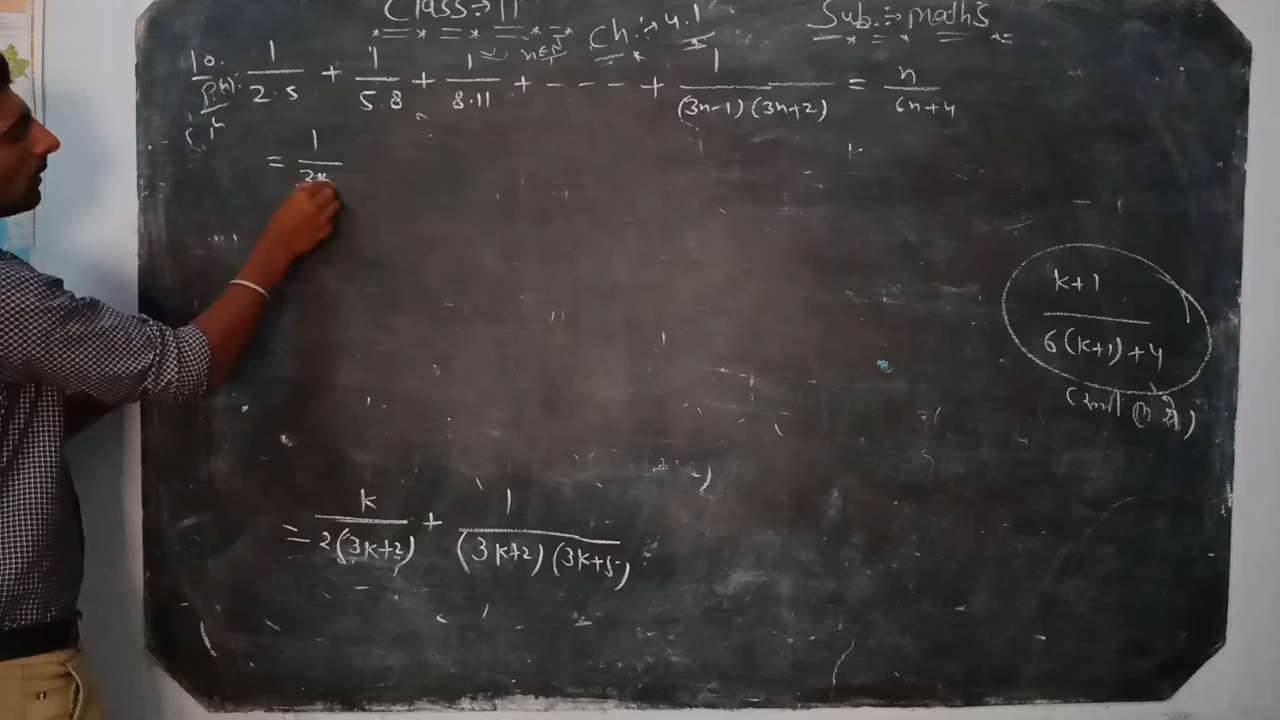 Class :- 11
Ch :- 4.1
Sub. :- maths
n∈N
10. P(n): 1/2.5 + 1/5.8 + 1/8.11 + - - - - + 1/(3n-1)(3n+2) = n/6n+4
= 1/
k+1/6(k+1)+4
= k/2(3k+2) + 1/(3k+2)(3k+5)